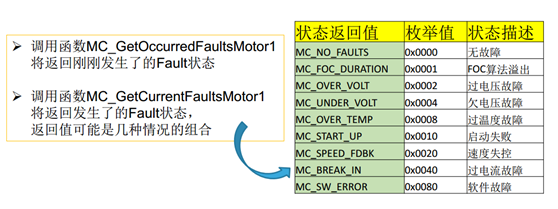 ➢ 调用函数MC_GetOccurredFaultsMotor1
将返回刚刚发生了的Fault状态
➢ 调用函数MC_GetCurrentFaultsMotor1
将返回发生了的Fault状态，
返回值可能是几种情况的组合
状态返回值 枚举值 状态描述
MC_NO_FAULTS 0x0000 无故障
MC_FOC_DURATION 0x0001 FOC算法溢出
MC_OVER_VOLT 0x0002 过电压故障
MC_UNDER_VOLT 0x0004 欠电压故障
MC_OVER_TEMP 0x0008 过温度故障
MC_START_UP 0x0010 启动失败
MC_SPEED_FDBK 0x0020 速度失控
MC_BREAK_IN 0x0040 过电流故障
MC_SW_ERROR 0x0080 软件故障